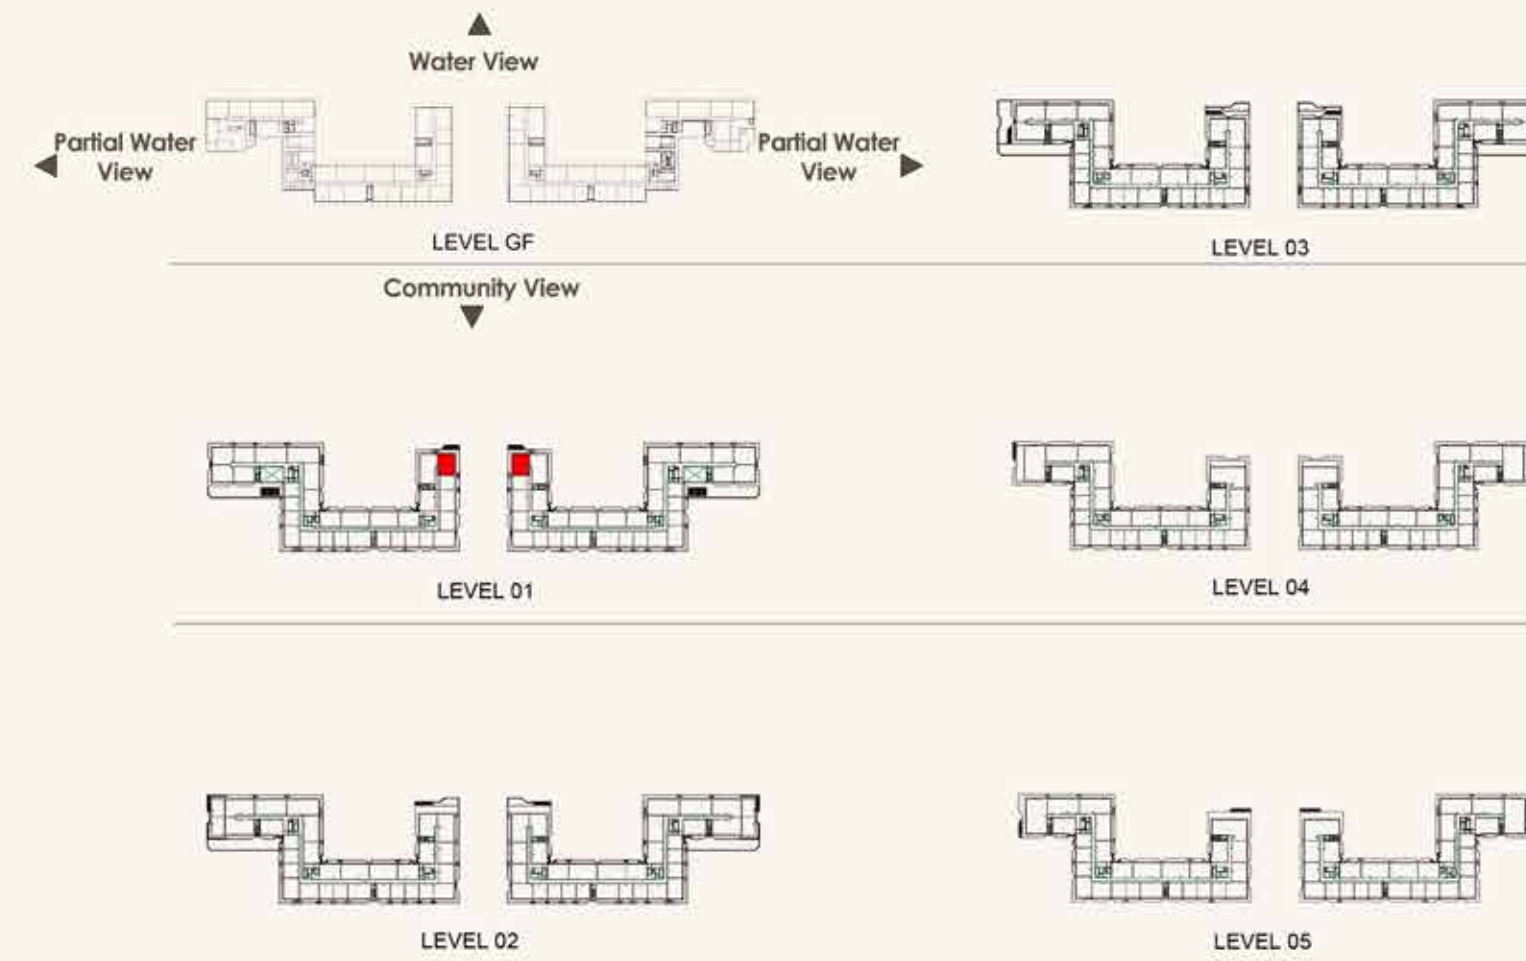 Water View
Partial Water
View
Partial Water
View
LEVEL GF
LEVEL 03
Community View
LEVEL 01
LEVEL 04
LEVEL 02
LEVEL 05